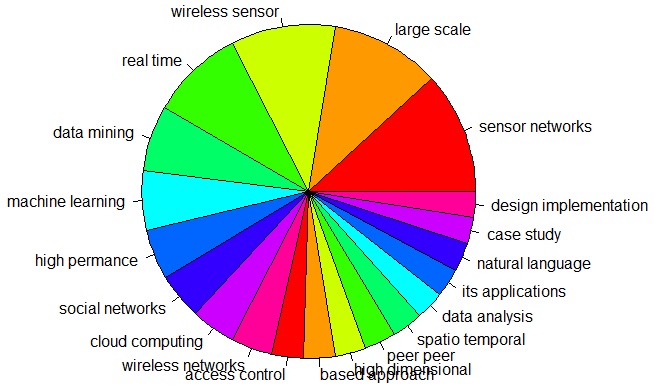 wireless sensor
large scale
real time
sensor networks
data mining
machine learning
design implementation
case study
high permance
natural language
its applications
social networks
data analysis
cloud computing
spatio temporal
peer peer
wireless networks
high dimensional
access control
based approach